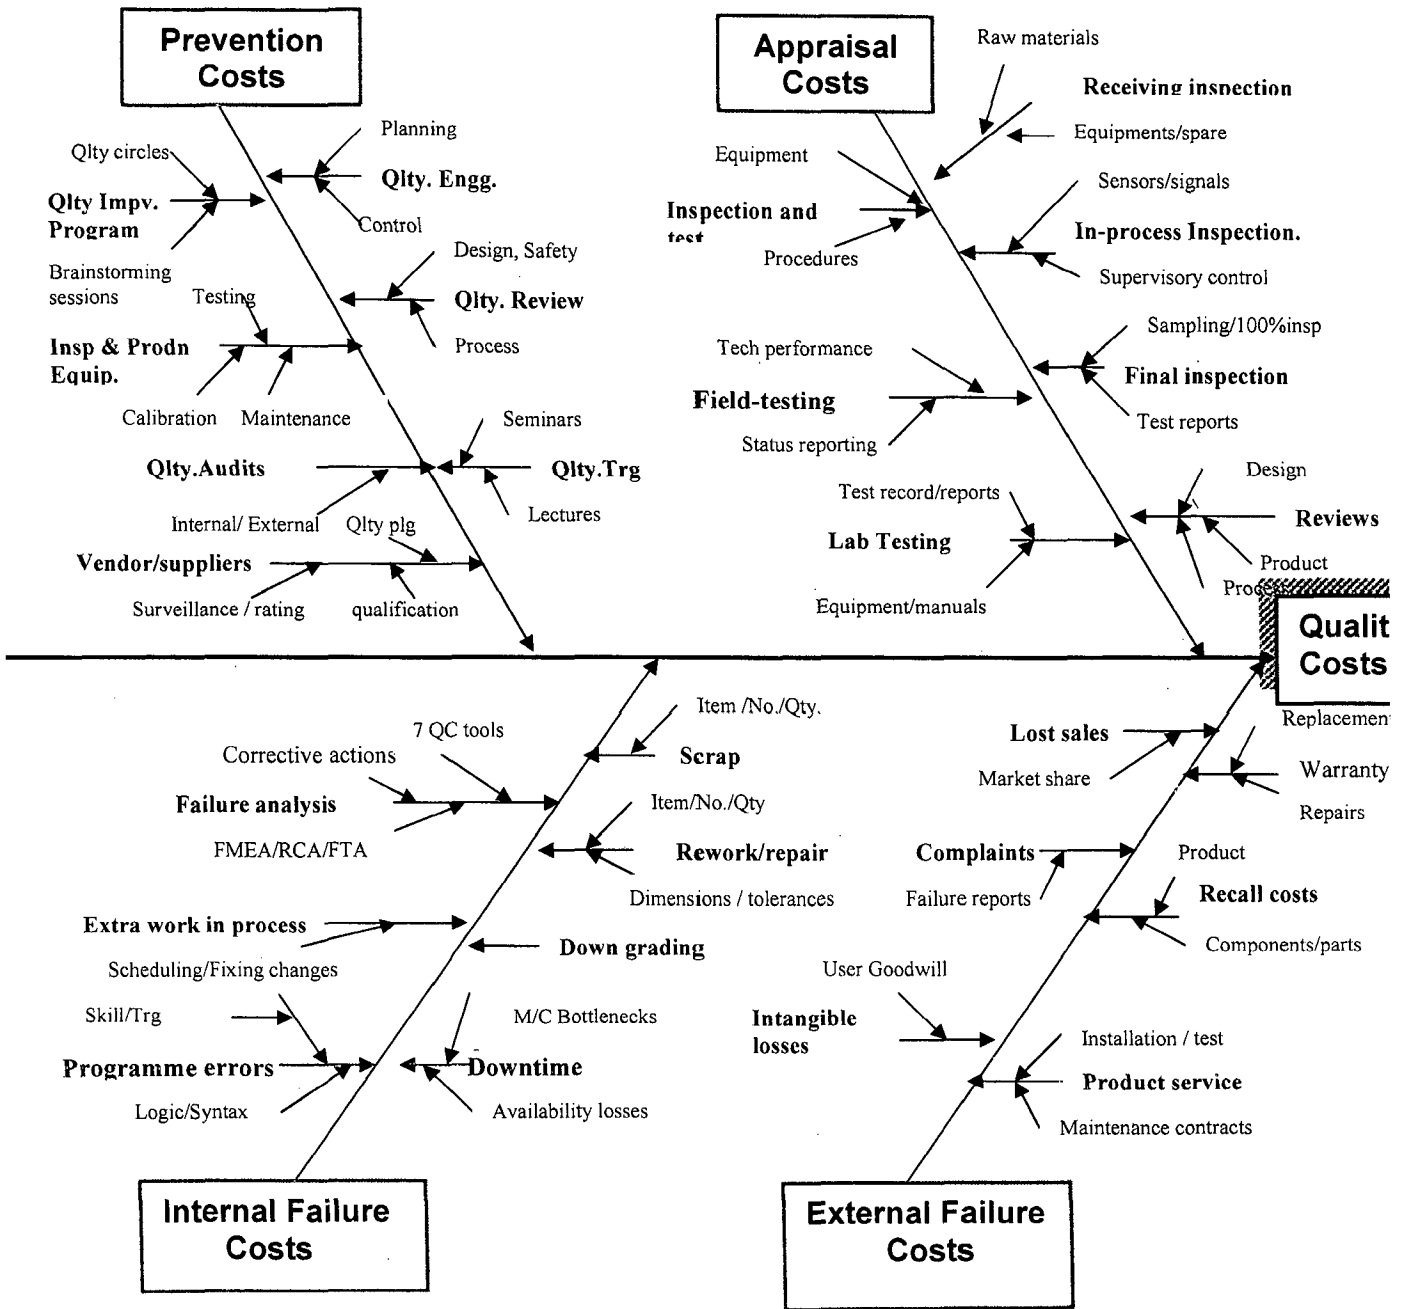 Prevention
Costs
Planning
Qlty circles
Qlty. Engg.
Qlty Impv.
Program
Control
Design, Safety
Brainstorming
sessions
Testing
Qlty. Review
Process
Insp & Prodn
Equip.
Calibration
Maintenance
Seminars
Qlty.Audits
Qlty.Trg
Lectures
Internal/ External
Qlty plg
Vendor/suppliers
Surveillance / rating
qualification
Appraisal
Costs
Raw materials
Receiving inspection
Equipments/spare
Equipment
Sensors/signals
Inspection and
test
In-process Inspection.
Procedures
Supervisory control
Sampling/100%insp
Tech performance
Final inspection
Field-testing
Test reports
Status reporting
Design
Test record/reports
Reviews
Lab Testing
Product
Process
Equipment/manuals
Qualit
Costs
Item /No./Qty.
7 QC tools
Corrective actions
Scrap
Failure analysis
Item/No./Qty
FMEA/RCA/FTA
Rework/repair
Dimensions / tolerances
Extra work in process
Down grading
Scheduling/Fixing changes
Skill/Trg
M/C Bottlenecks
Programme errors
Downtime
Logic/Syntax
Availability losses
Internal Failure
Costs
Replacement
Lost sales
Market share
Warranty
Repairs
Complaints
Product
Failure reports
Recall costs
Components/parts
User Goodwill
Intangible
losses
Installation / test
Product service
Maintenance contracts
External Failure
Costs